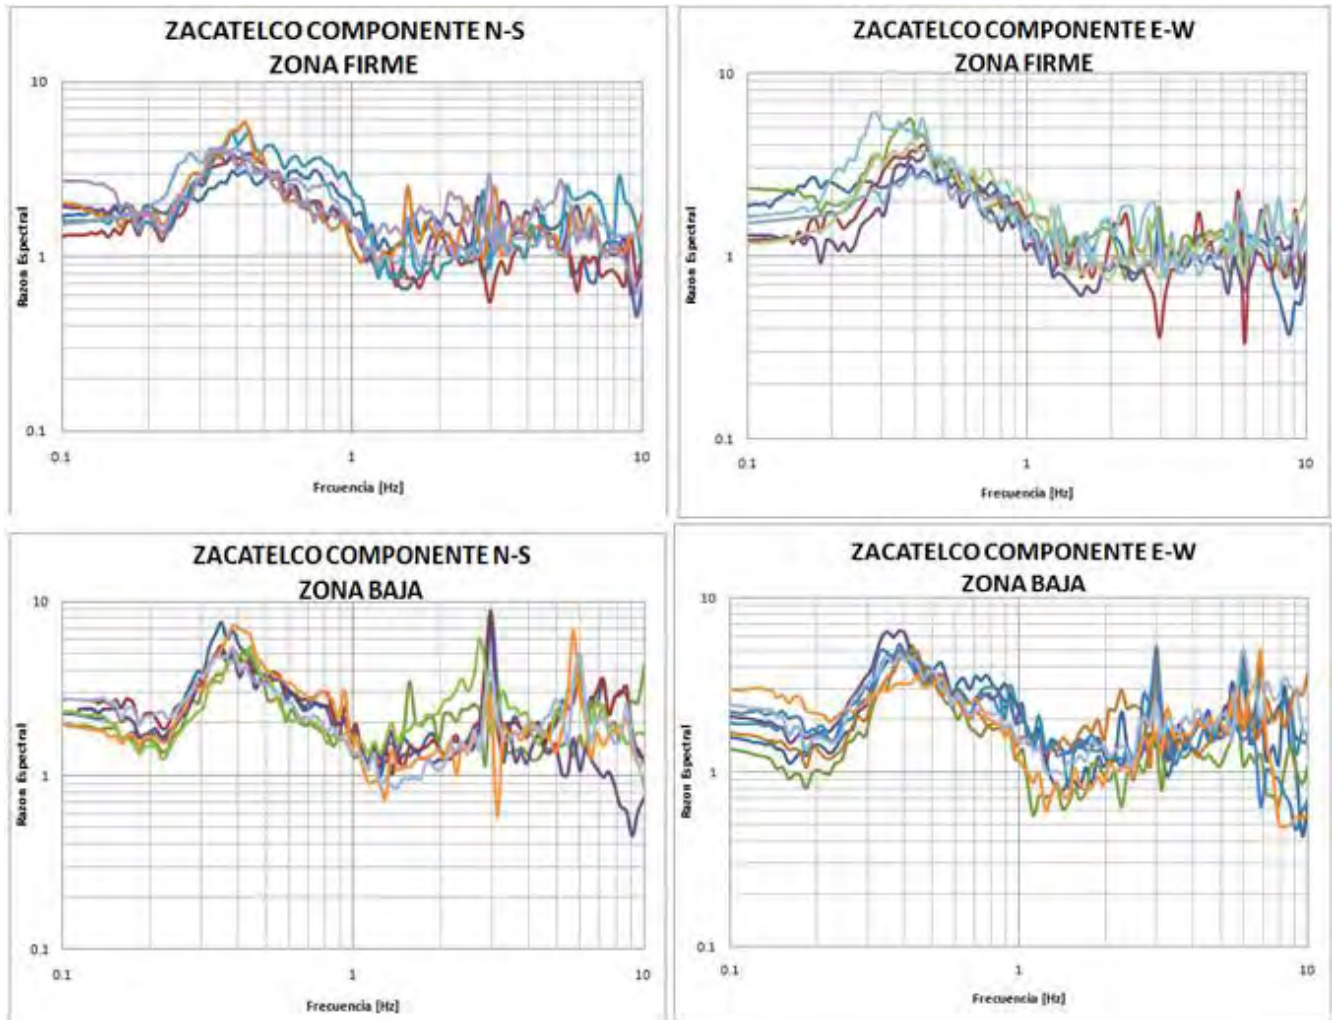 ZACATELCO COMPONENTE N-S
ZONA FIRME
10
1
0.1
Razon Espectral
0.1
1
10
Frcuencia [Hz]
ZACATELCO COMPONENTE E-W
ZONA FIRME
10
1
0.1
Razon Espectral
0.1
1
10
Frecuencia [Hz]
ZACATELCO COMPONENTE N-S
ZONA BAJA
10
1
0.1
Razon Espectral
0.1
1
10
Frecuencia [Hz]
ZACATELCO COMPONENTE E-W
ZONA BAJA
10
1
0.1
Razon Espectral
0.1
1
10
Frecuencia [Hz]